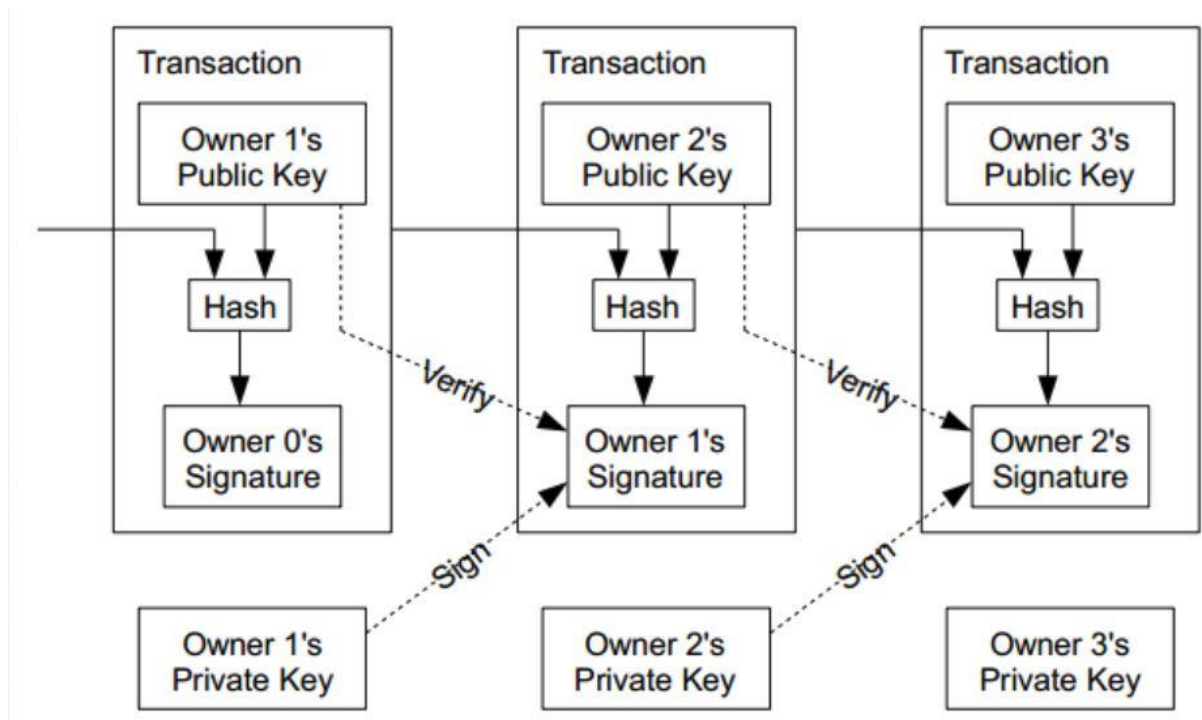 Transaction
Owner 1's
Public Key
Hash
Verify
Owner 0's
Signature
Sign
Owner 1's
Private Key
Transaction
Owner 2's
Public Key
Hash
Verify
Owner 1's
Signature
Sign
Owner 2's
Private Key
Transaction
Owner 3's
Public Key
Hash
Owner 2's
Signature
Owner 3's
Private Key